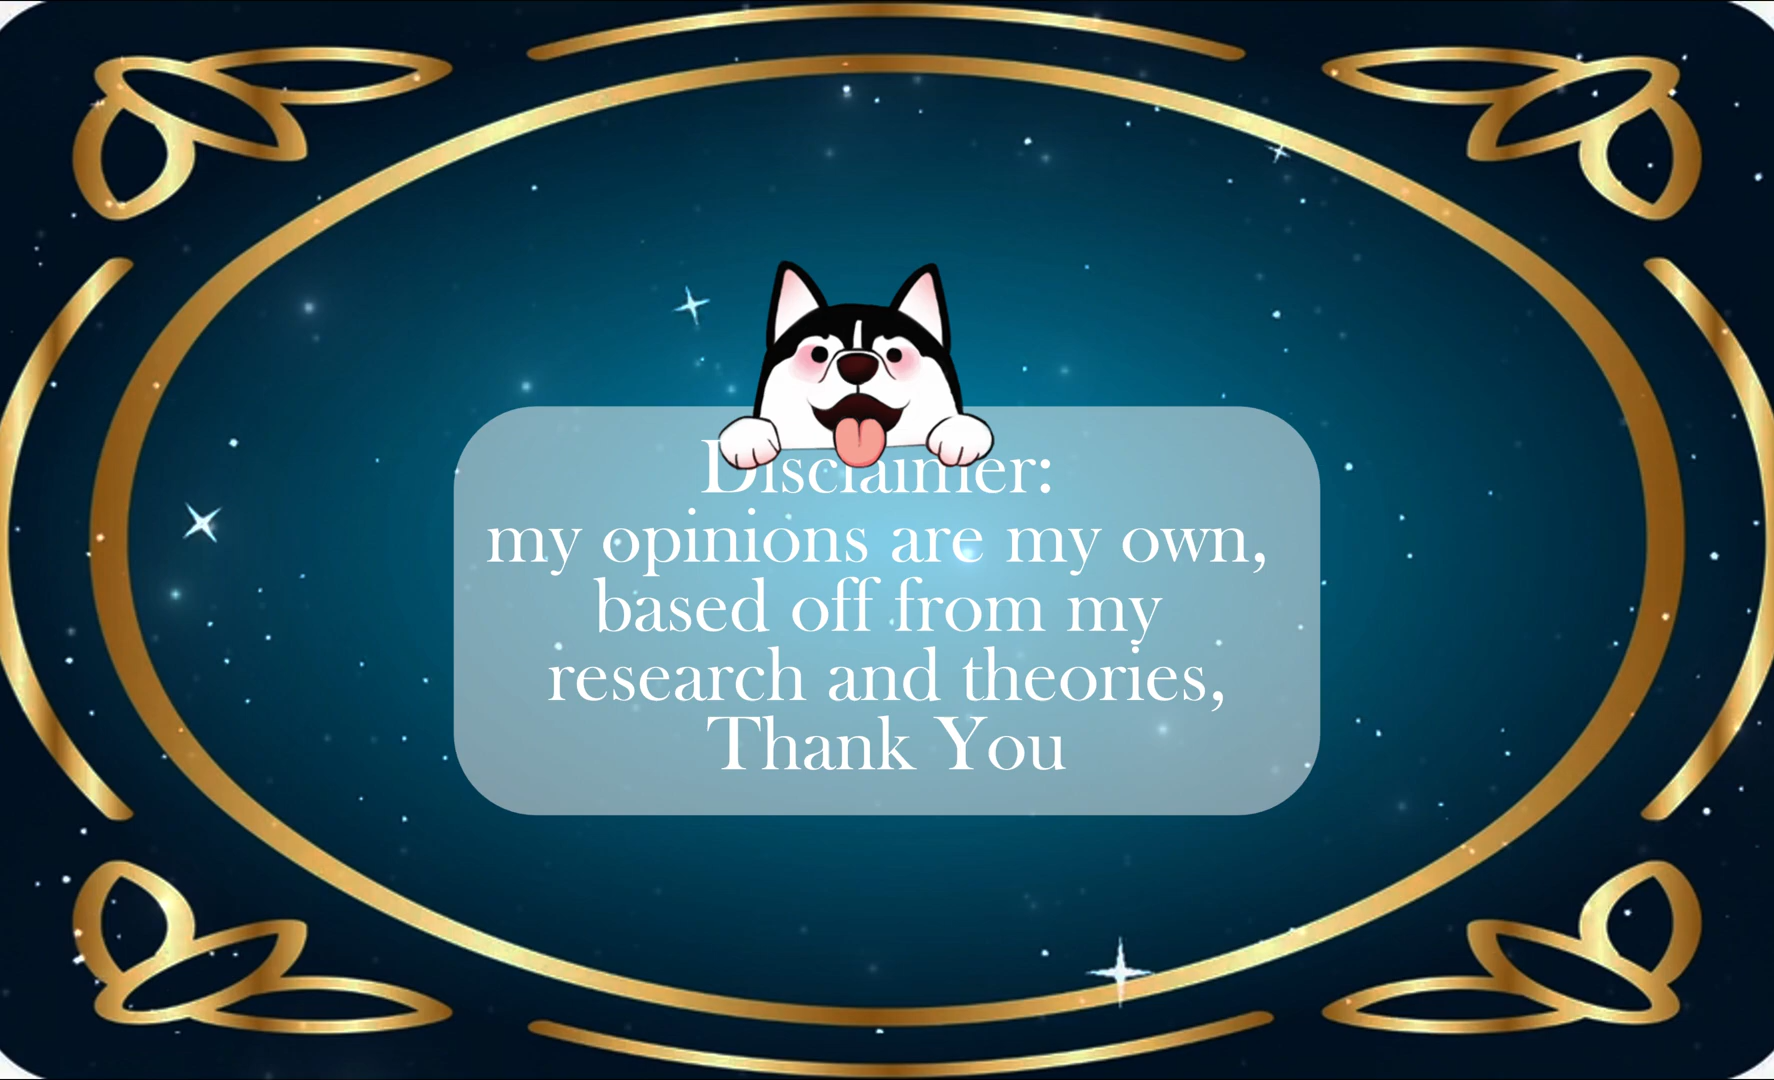 Disclaimer:
my opinions are my own,
based off from my
research and theories,
Thank You